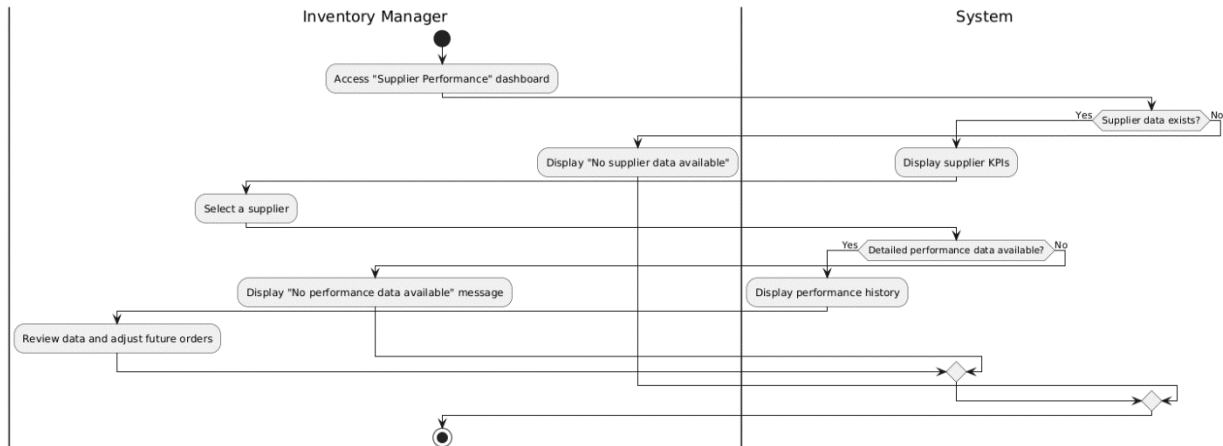 Inventory Manager
System
Access "Supplier Performance" dashboard
Yes
Supplier data exists?
No
Display "No supplier data available"
Display supplier KPIs
Select a supplier
Yes
Detailed performance data available?
No
Display "No performance data available" message
Display performance history
Review data and adjust future orders